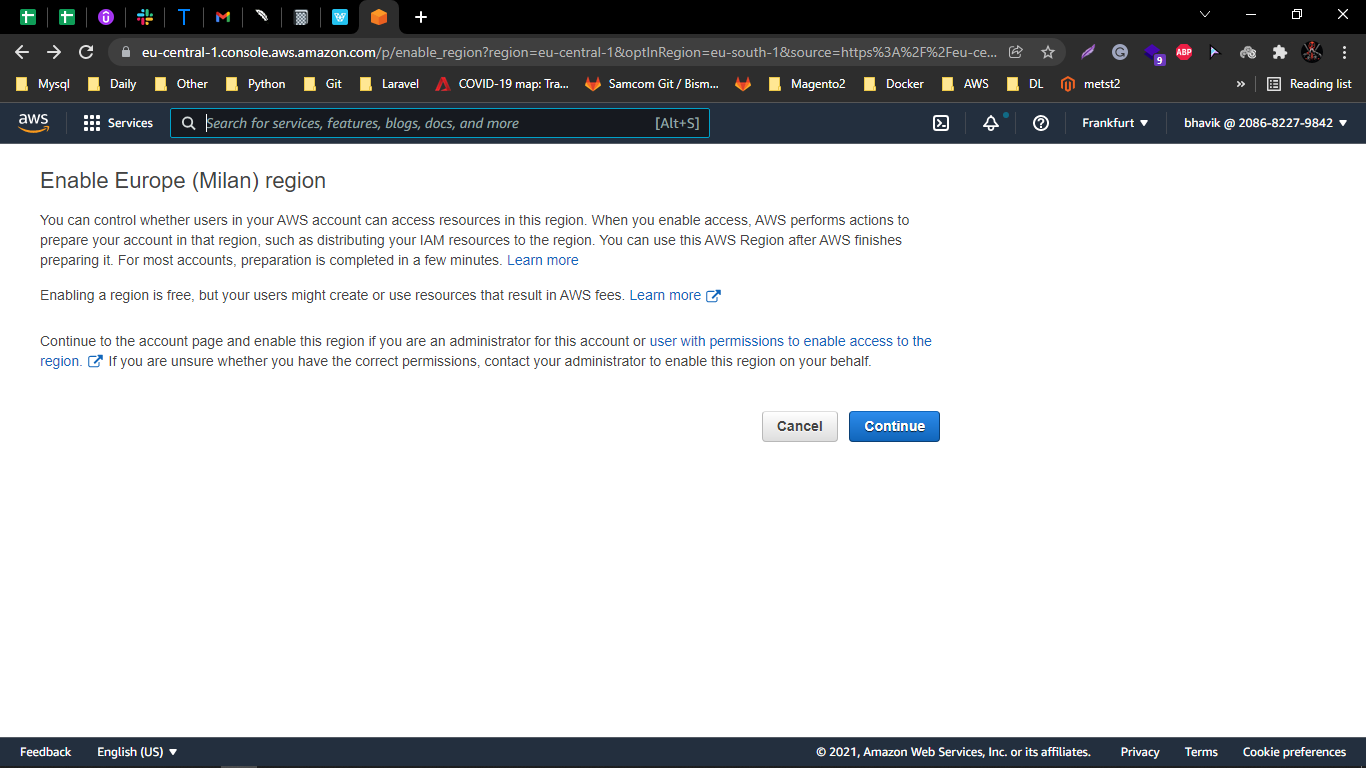 eu-central-1.console.aws.amazon.com/p/enable_region?region=eu-central-1&optInRegion=eu-south-1&source=https%3A%2F%2Feu-ce...
9
ABP
Mysql Daily Other Python Git Laravel COVID-19 map: Tra... Samcom Git / Bism... Magento2 Docker AWS DL metst2 » Reading list
aws Services Search for services, features, blogs, docs, and more [Alt+S] Frankfurt bhavik @ 2086-8227-9842
Enable Europe (Milan) region
You can control whether users in your AWS account can access resources in this region. When you enable access, AWS performs actions to
prepare your account in that region, such as distributing your IAM resources to the region. You can use this AWS Region after AWS finishes
preparing it. For most accounts, preparation is completed in a few minutes. Learn more
Enabling a region is free, but your users might create or use resources that result in AWS fees. Learn more
Continue to the account page and enable this region if you are an administrator for this account or user with permissions to enable access to the
region. If you are unsure whether you have the correct permissions, contact your administrator to enable this region on your behalf.
Cancel Continue
Feedback English (US) © 2021, Amazon Web Services, Inc. or its affiliates. Privacy Terms Cookie preferences